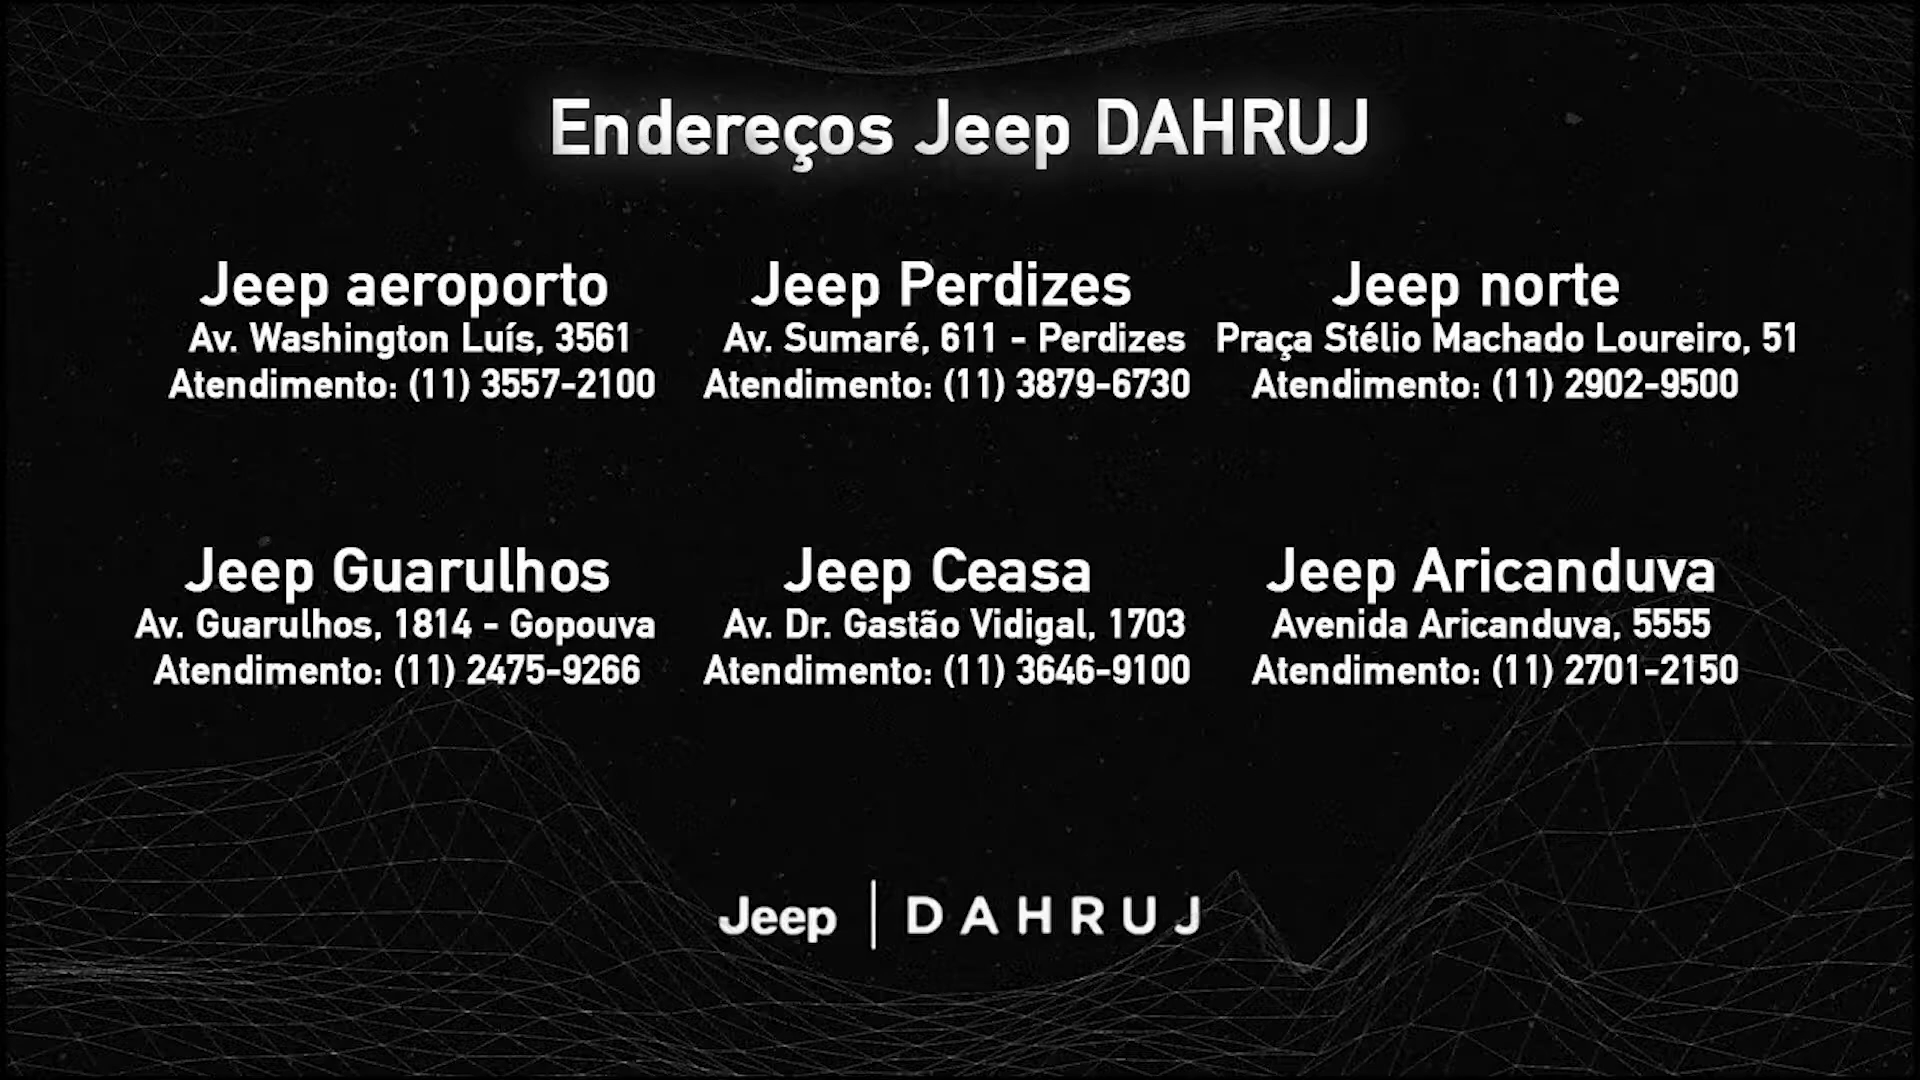 Endereços Jeep DAHRUJ
Jeep aeroporto
Av. Washington Luís, 3561
Atendimento: (11) 3557-2100
Jeep Perdizes
Av. Sumaré, 611 - Perdizes
Atendimento: (11) 3879-6730
Jeep norte
Praça Stélio Machado Loureiro, 51
Atendimento: (11) 2902-9500
Jeep Guarulhos
Av. Guarulhos, 1814 - Gopouva
Atendimento: (11) 2475-9266
Jeep Ceasa
Av. Dr. Gastão Vidigal, 1703
Atendimento: (11) 3646-9100
Jeep Aricanduva
Avenida Aricanduva, 5555
Atendimento: (11) 2701-2150
Jeep | DAHRUJ